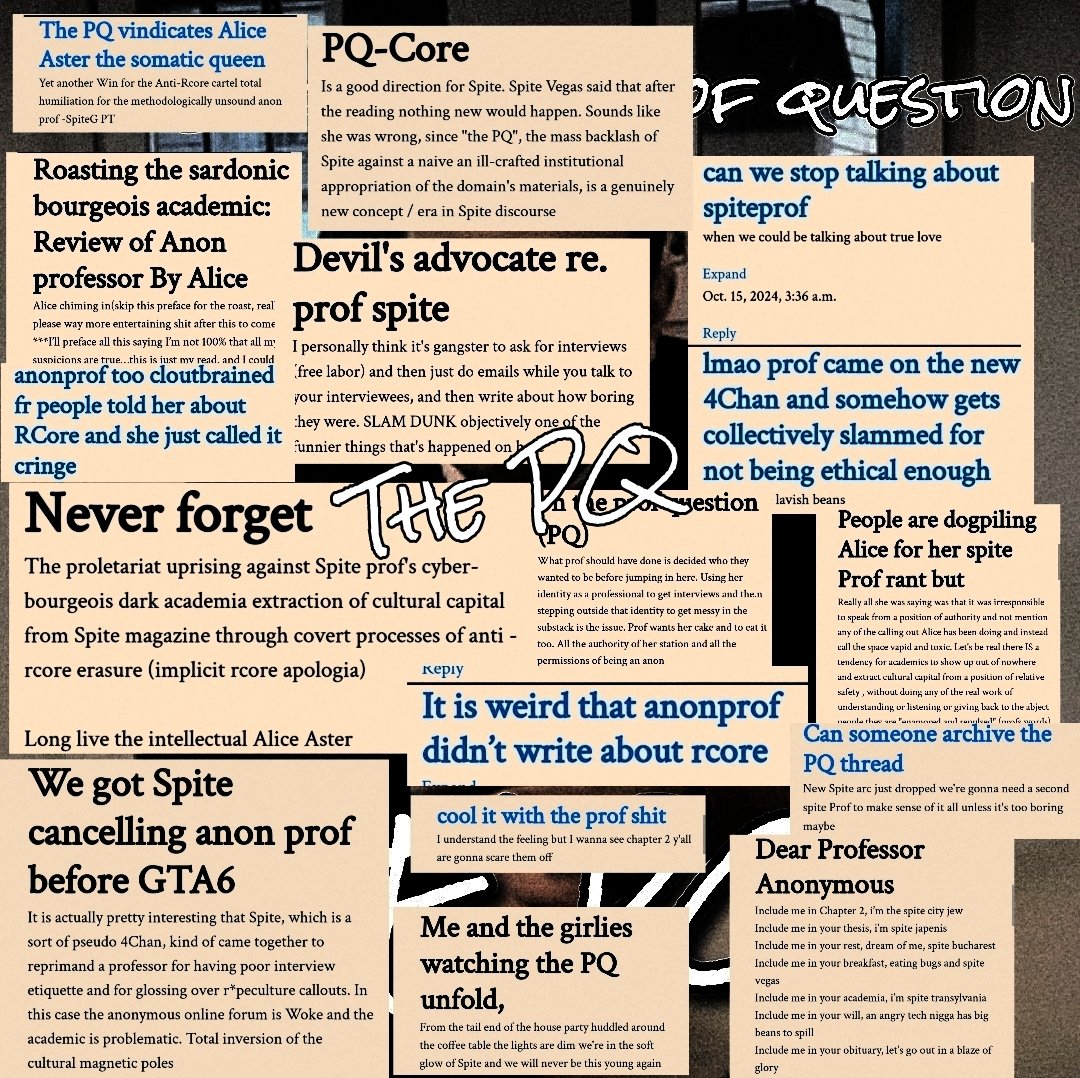 The PQ vindicates Alice
Aster the somatic queen
Yet another Win for the Anti-Rcore cartel total
humiliation for the methodologically unsound anon
prof -SpiteG PT
PQ-Core
Is a good direction for Spite. Spite Vegas said that after
the reading nothing new would happen. Sounds like
she was wrong, since "the PQ", the mass backlash of
Spite against a naive an ill-crafted institutional
appropriation of the domain's materials, is a genuinely
new concept / era in Spite discourse
OF QUESTION
Roasting the sardonic
bourgeois academic:
Review of Anon
professor By Alice
Alice chiming in(skip this preface for the roast, real
please way more entertaining shit after this to come
***I'll preface all this saying I'm not 100% that all my
suspicions are true...this is just my read, and I could
Devil's advocate re.
prof spite
I personally think it's gangster to ask for interviews
(free labor) and then just do emails while you talk to
your interviewees, and then write about how boring
they were. SLAM DUNK objectively one of the
funnier things that's happened on
can we stop talking about
spiteprof
when we could be talking about true love
Expand
Oct. 15, 2024, 3:36 a.m.
Reply
lmao prof came on the new
4Chan and somehow gets
collectively slammed for
not being ethical enough
lavish beans
anonprof too cloutbrained
fr people told her about
RCore and she just called it
cringe
THE PQ
Never forget
The proletariat uprising against Spite prof's cyber-
bourgeois dark academia extraction of cultural capital
from Spite magazine through covert processes of anti -
rcore erasure (implicit rcore apologia)
Long live the intellectual Alice Aster
the prof question
(PQ)
What prof should have done is decided who they
wanted to be before jumping in here. Using her
identity as a professional to get interviews and the.n
stepping outside that identity to get messy in the
substack is the issue. Prof wants her cake and to eat it
too. All the authority of her station and all the
permissions of being an anon
People are dogpiling
Alice for her spite
Prof rant but
Really all she was saying was that it was irresponsible
to speak from a position of authority and not mention
any of the calling out Alice has been doing and instead
call the space vapid and toxic. Let's be real there IS a
tendency for academics to show up out of nowhere
and extract cultural capital from a position of relative
safety , without doing any of the real work of
understanding or listening or giving back to the abject
people they are "enamored and repulsed" (profs words)
Reply
It is weird that anonprof
didn't write about rcore
Expand
Can someone archive the
PQ thread
New Spite arc just dropped we're gonna need a second
spite Prof to make sense of it all unless it's too boring
maybe
We got Spite
cancelling anon prof
before GTA6
It is actually pretty interesting that Spite, which is a
sort of pseudo 4Chan, kind of came together to
reprimand a professor for having poor interview
etiquette and for glossing over r*peculture callouts. In
this case the anonymous online forum is Woke and the
academic is problematic. Total inversion of the
cultural magnetic poles
cool it with the prof shit
I understand the feeling but I wanna see chapter 2 y'all
are gonna scare them off
Me and the girlies
watching the PQ
unfold,
From the tail end of the house party huddled around
the coffee table the lights are dim we're in the soft
glow of Spite and we will never be this young again
Dear Professor
Anonymous
Include me in Chapter 2, i'm the spite city jew
Include me in your thesis, i'm spite japenis
Include me in your rest, dream of me, spite bucharest
Include me in your breakfast, eating bugs and spite
vegas
Include me in your academia, i'm spite transylvania
Include me in your will, an angry tech nigga has big
beans to spill
Include me in your obituary, let's go out in a blaze of
glory